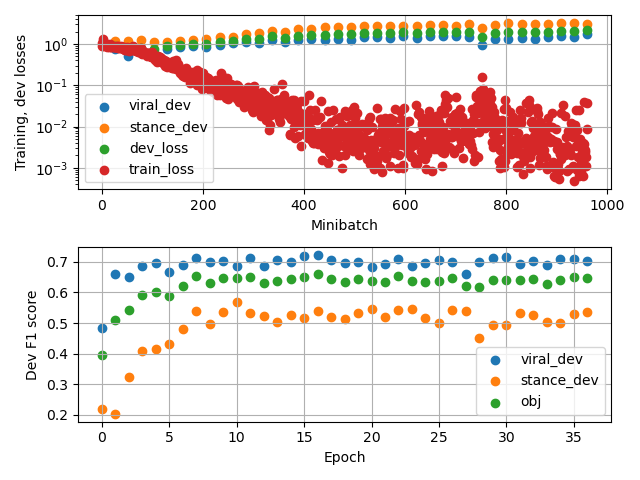 Training, dev losses
10⁰
10⁻¹
10⁻²
10⁻³
viral_dev
stance_dev
dev_loss
train_loss
0 200 400 600 800 1000
Minibatch
Dev F1 score
0.7
0.6
0.5
0.4
0.3
0.2
viral_dev
stance_dev
obj
0 5 10 15 20 25 30 35
Epoch